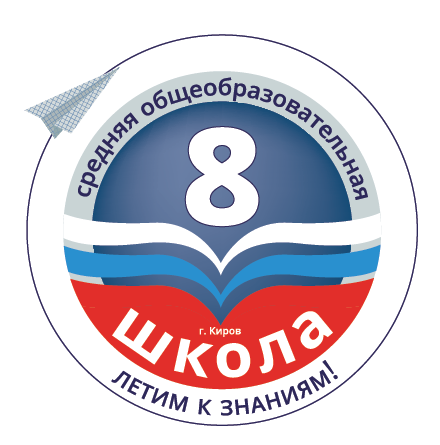 средняя общеобразовательная
8
г. Киров
школа
ЛЕТИМ К ЗНАНИЯМ!